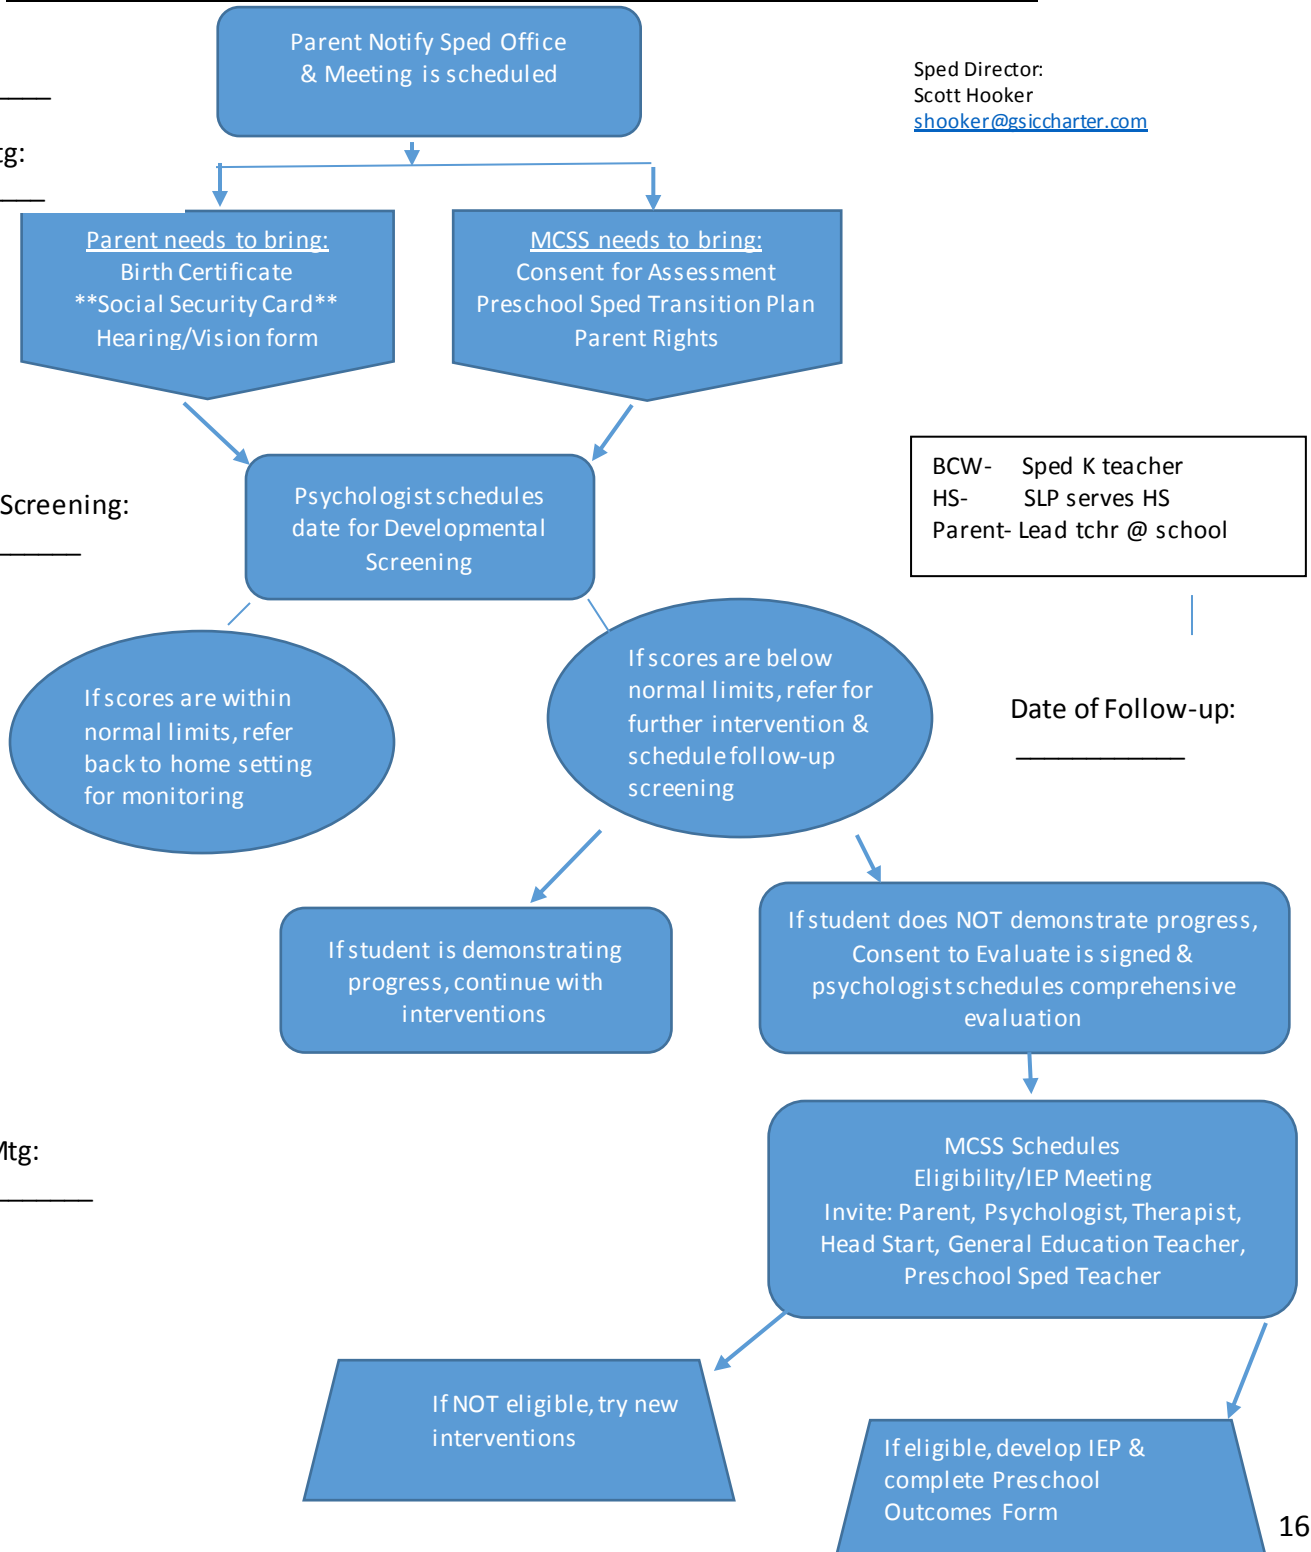 Parent Notify Sped Office
& Meeting is scheduled
Sped Director:
Scott Hooker
shooker@gsiccharter.com
tg:
Parent needs to bring:
Birth Certificate
**Social Security Card**
Hearing/Vision form
MCSS needs to bring:
Consent for Assessment
Preschool Sped Transition Plan
Parent Rights
Screening:
Psychologist schedules
date for Developmental
Screening
BCW- Sped K teacher
HS- SLP serves HS
Parent- Lead tchr @ school
If scores are within
normal limits, refer
back to home setting
for monitoring
If scores are below
normal limits, refer for
further intervention &
schedule follow-up
screening
Date of Follow-up:
If student is demonstrating
progress, continue with
interventions
If student does NOT demonstrate progress,
Consent to Evaluate is signed &
psychologist schedules comprehensive
evaluation
Mtg:
MCSS Schedules
Eligibility/IEP Meeting
Invite: Parent, Psychologist, Therapist,
Head Start, General Education Teacher,
Preschool Sped Teacher
If NOT eligible, try new
interventions
If eligible, develop IEP &
complete Preschool
Outcomes Form
16